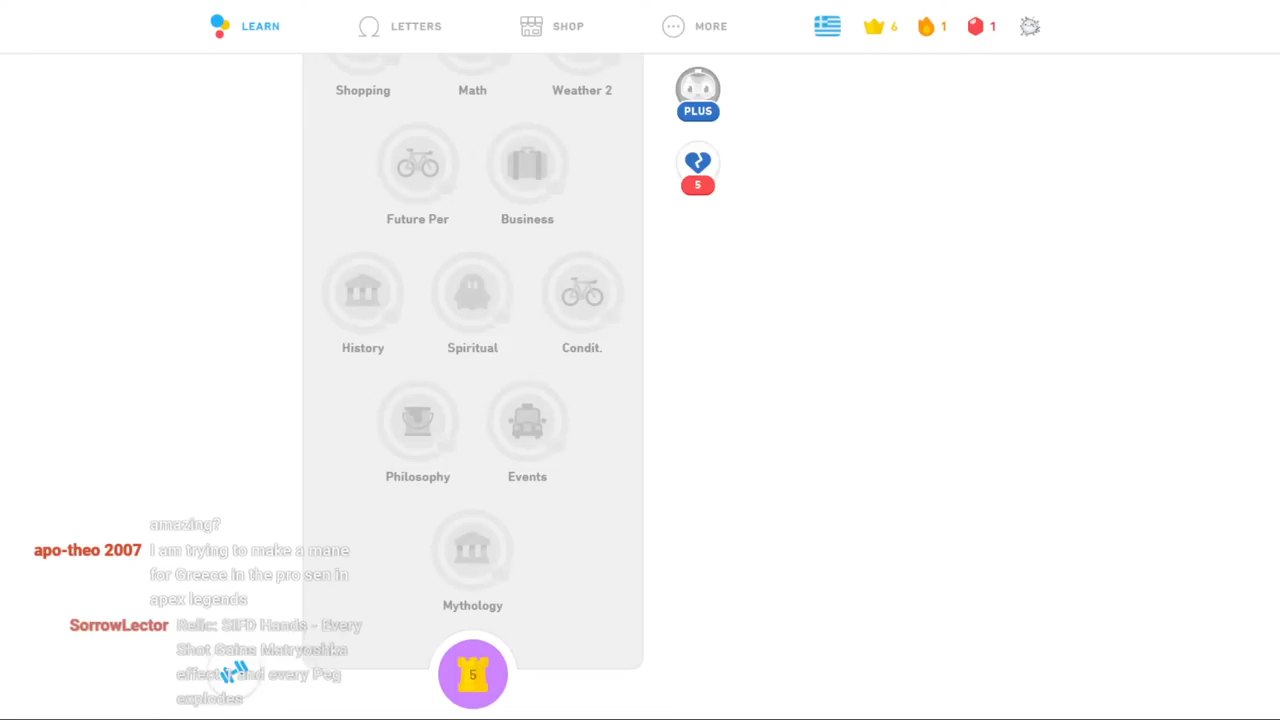 LEARN
LETTERS
SHOP
MORE
6
1
1
Shopping
Math
Weather 2
PLUS
5
Future Per
Business
History
Spiritual
Condit.
Philosophy
Events
Mythology
5
amazing?
apo-theo 2007 I am trying to make a mane
for Greece in the pro sen in
apex legends
SorrowLector Relic: SIFD Hands - Every
Shot Gains Matryoshka
and every Peg
explodes